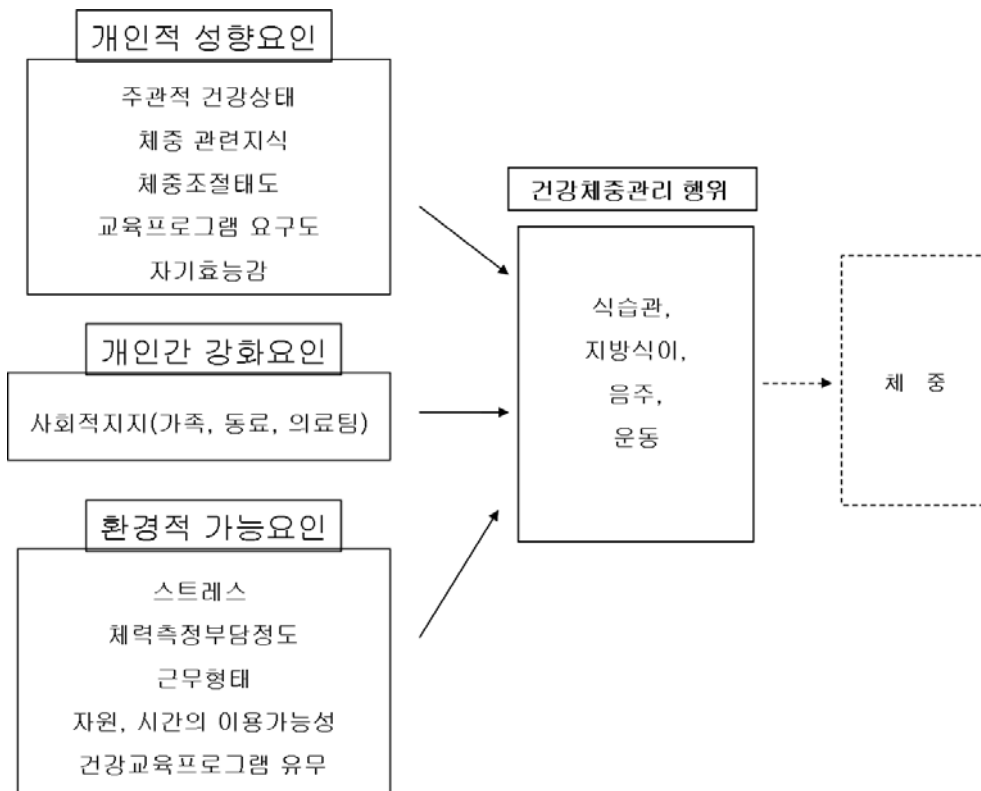 개인적 성향요인
주관적 건강상태
체중 관련지식
체중조절태도
교육프로그램 요구도
자기효능감
개인간 강화요인
사회적지지(가족, 동료, 의료팀)
환경적 가능요인
스트레스
체력측정부담정도
근무형태
자원, 시간의 이용가능성
건강교육프로그램 유무
건강체중관리 행위
식습관,
지방식이,
음주,
운동
체 중